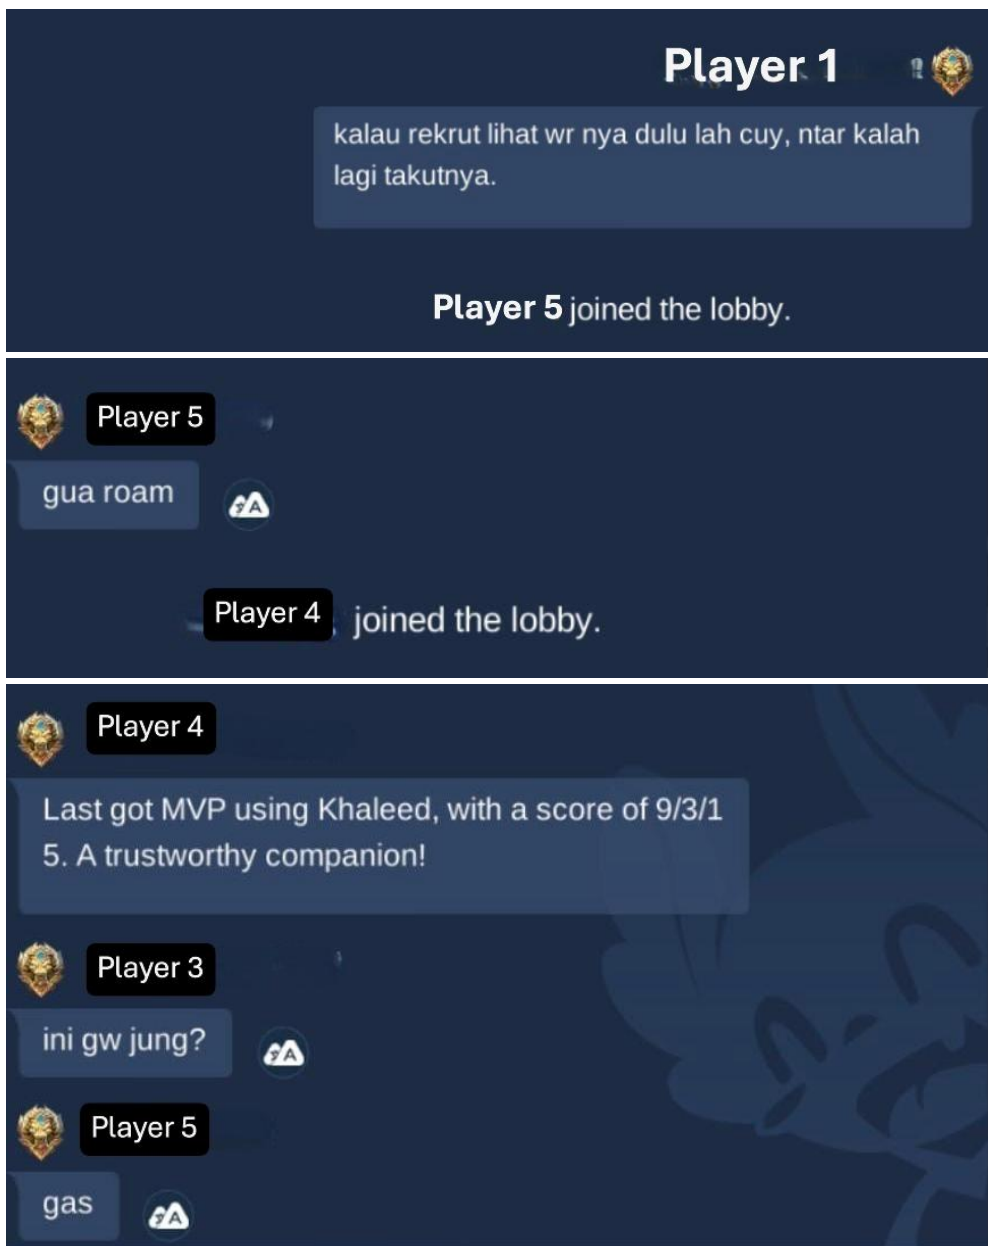 Player 1
kalau rekrut lihat wr nya dulu lah cuy, ntar kalah
lagi takutnya.
Player 5 joined the lobby.
Player 5
gua roam
Player 4 joined the lobby.
Player 4
Last got MVP using Khaleed, with a score of 9/3/1
5. A trustworthy companion!
Player 3
ini gw jung?
Player 5
gas